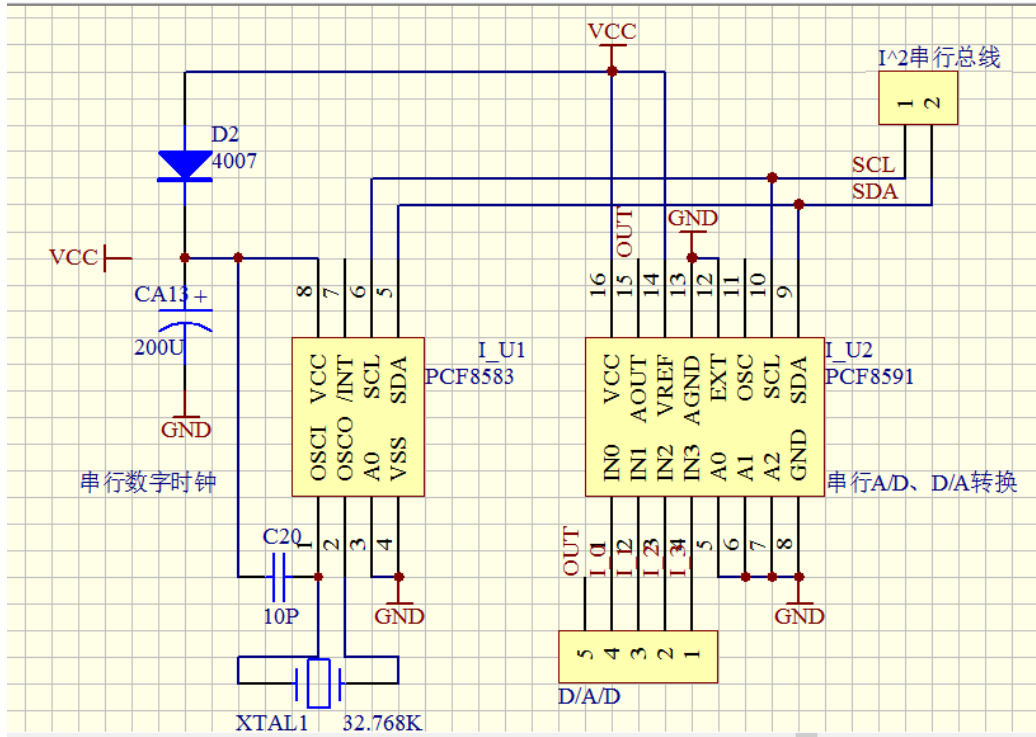 VCC
I^2串行总线
1 2
D2
4007
SCL
SDA
OUT
GND
VCC
CA13 +
200U
GND
8 7 6 5
16 15 14 13 12 11 10 9
I_U1
PCF8583
VCC /INT SCL SDA
OSCI OSCO A0 VSS
I_U2
PCF8591
VCC AOUT VREF AGND EXT OSC SCL SDA
IN0 IN1 IN2 IN3 A0 A1 A2 GND
串行数字时钟
串行A/D、D/A转换
C20
10P
1 2 3 4
GND
OUT
I_0 I_1 I_2 I_3
1 2 3 4 5 6 7 8
GND
5 4 3 2 1
D/A/D
XTAL1
32.768K